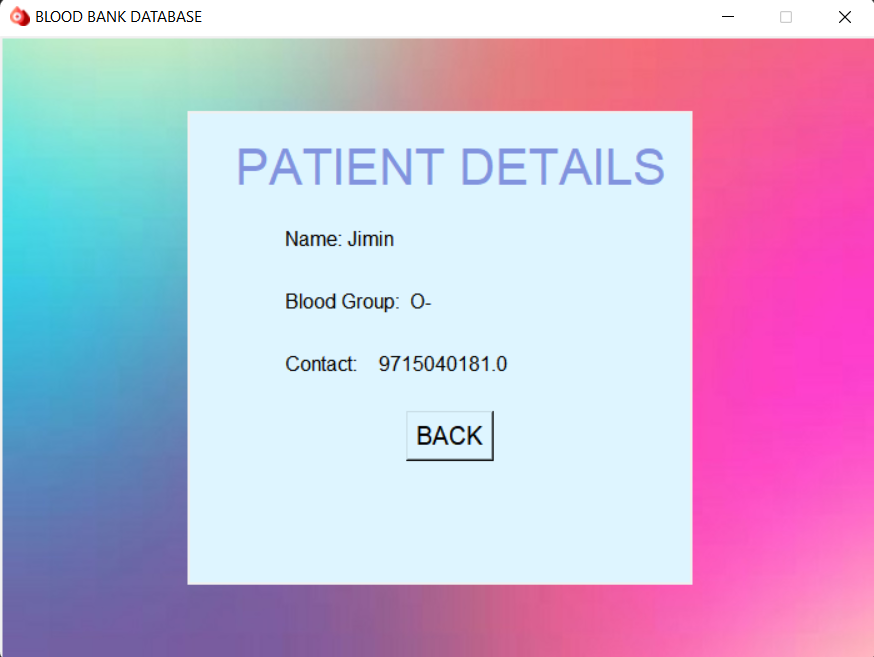 BLOOD BANK DATABASE
PATIENT DETAILS
Name: Jimin
Blood Group: O-
Contact: 9715040181.0
BACK